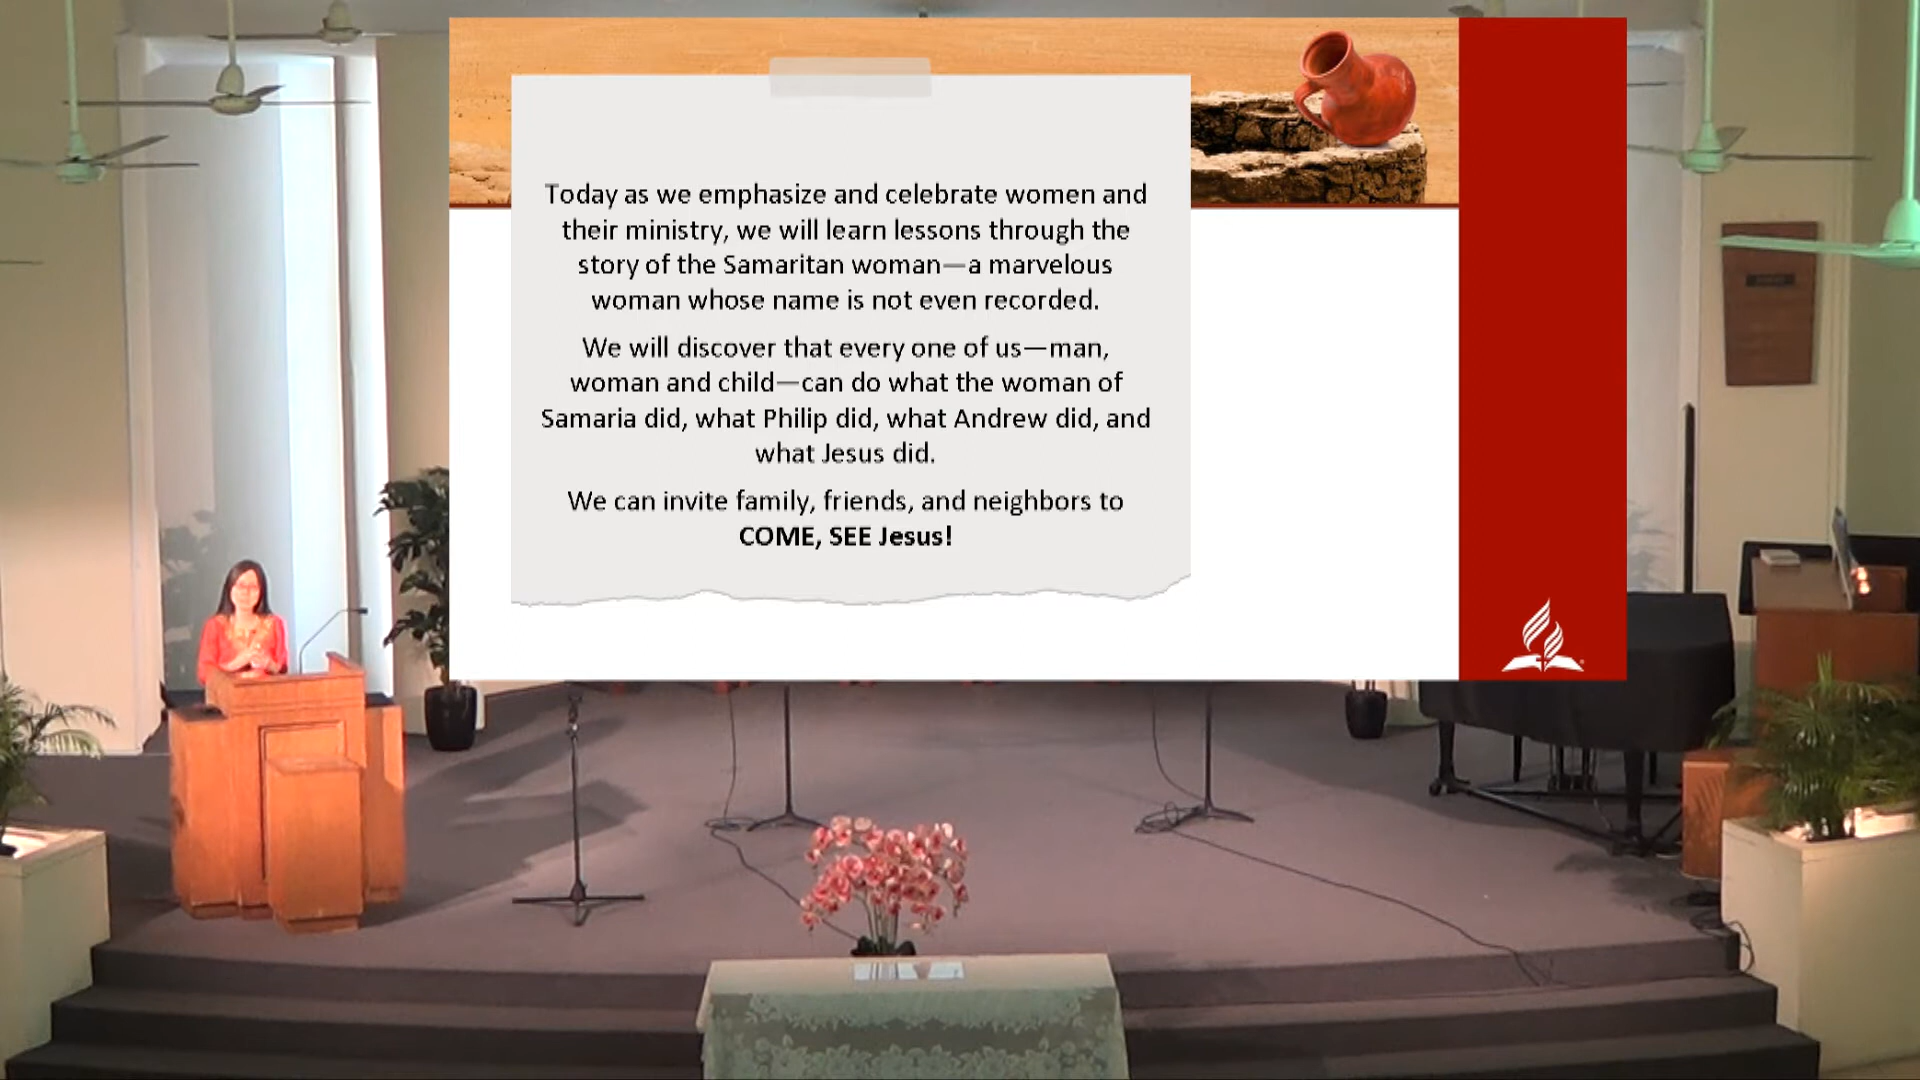 Today as we emphasize and celebrate women and
their ministry, we will learn lessons through the
story of the Samaritan woman—a marvelous
woman whose name is not even recorded.
We will discover that every one of us—man,
woman and child—can do what the woman of
Samaria did, what Philip did, what Andrew did, and
what Jesus did.
We can invite family, friends, and neighbors to
COME, SEE Jesus!